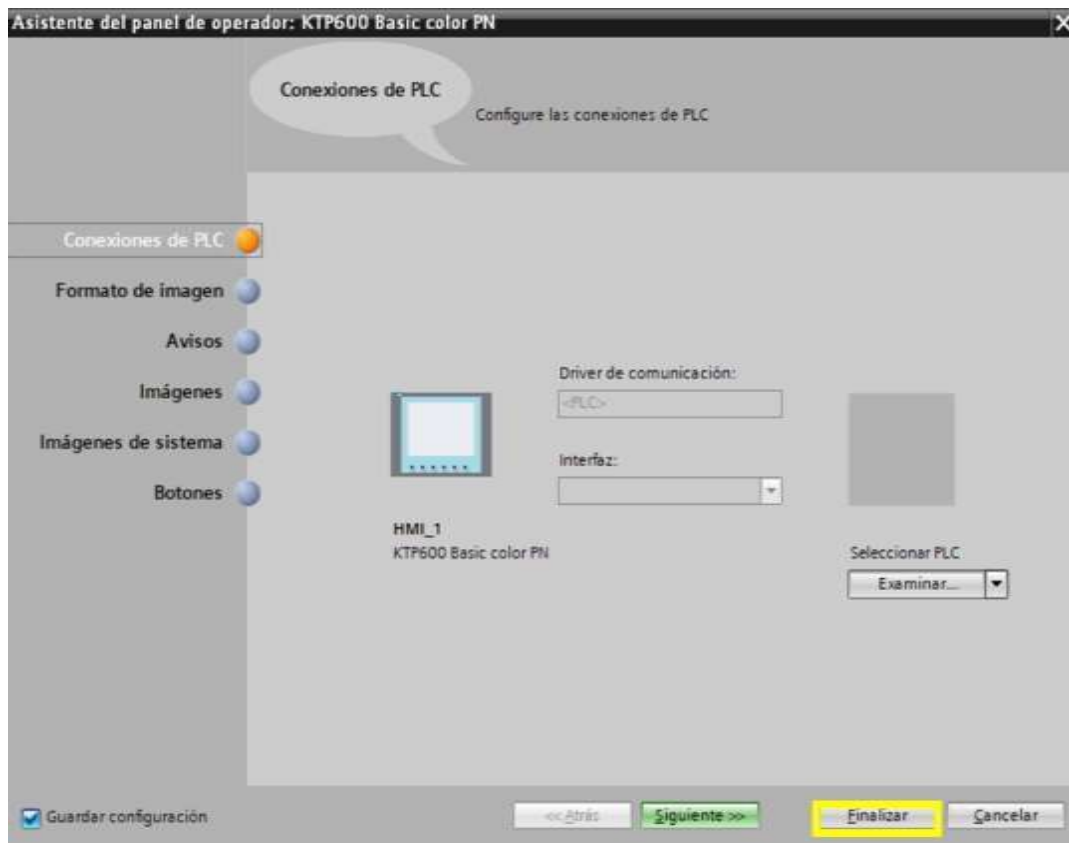 Asistente del panel de operador: KTP600 Basic color PN
Conexiones de PLC
Configure las conexiones de PLC
Conexiones de PLC
Formato de imagen
Avisos
Imágenes
Imágenes de sistema
Botones
Driver de comunicación:
<PLC>
Interfaz:
HMI_1
KTP600 Basic color PN
Seleccionar PLC
Examinar...
Guardar configuración
<< Atrás
Siguiente >>
Finalizar
Cancelar